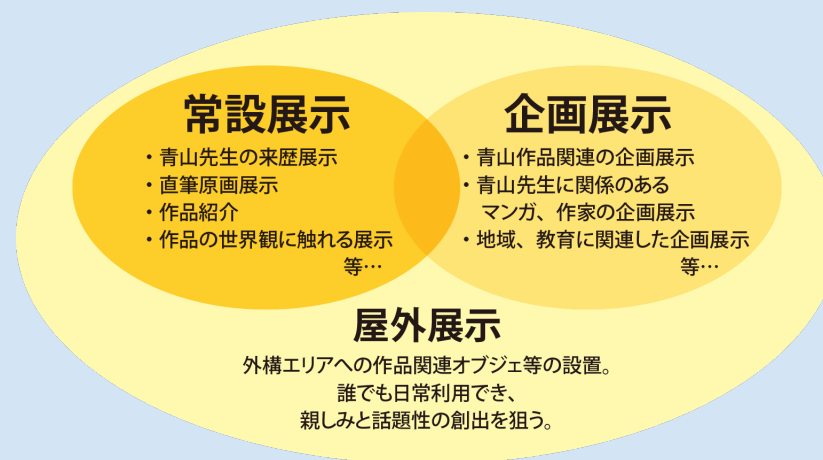 常設展示
・青山先生の来歴展示
・直筆原画展示
・作品紹介
・作品の世界観に触れる展示
等…
企画展示
・青山作品関連の企画展示
・青山先生に関係のある
マンガ、作家の企画展示
・地域、教育に関連した企画展示
等…
屋外展示
外構エリアへの作品関連オブジェ等の設置。
誰でも日常利用でき、
親しみと話題性の創出を狙う。